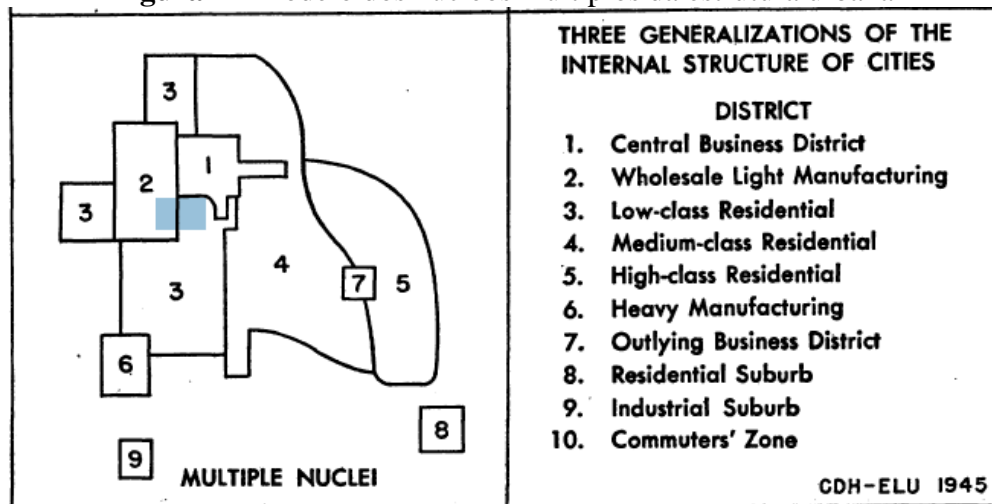 THREE GENERALIZATIONS OF THE
INTERNAL STRUCTURE OF CITIES
DISTRICT
1. Central Business District
2. Wholesale Light Manufacturing
3. Low-class Residential
4. Medium-class Residential
5. High-class Residential
6. Heavy Manufacturing
7. Outlying Business District
8. Residential Suburb
9. Industrial Suburb
10. Commuters' Zone
CDH-ELU 1945
3
1
2
3
4
7
5
3
6
8
9
MULTIPLE NUCLEI